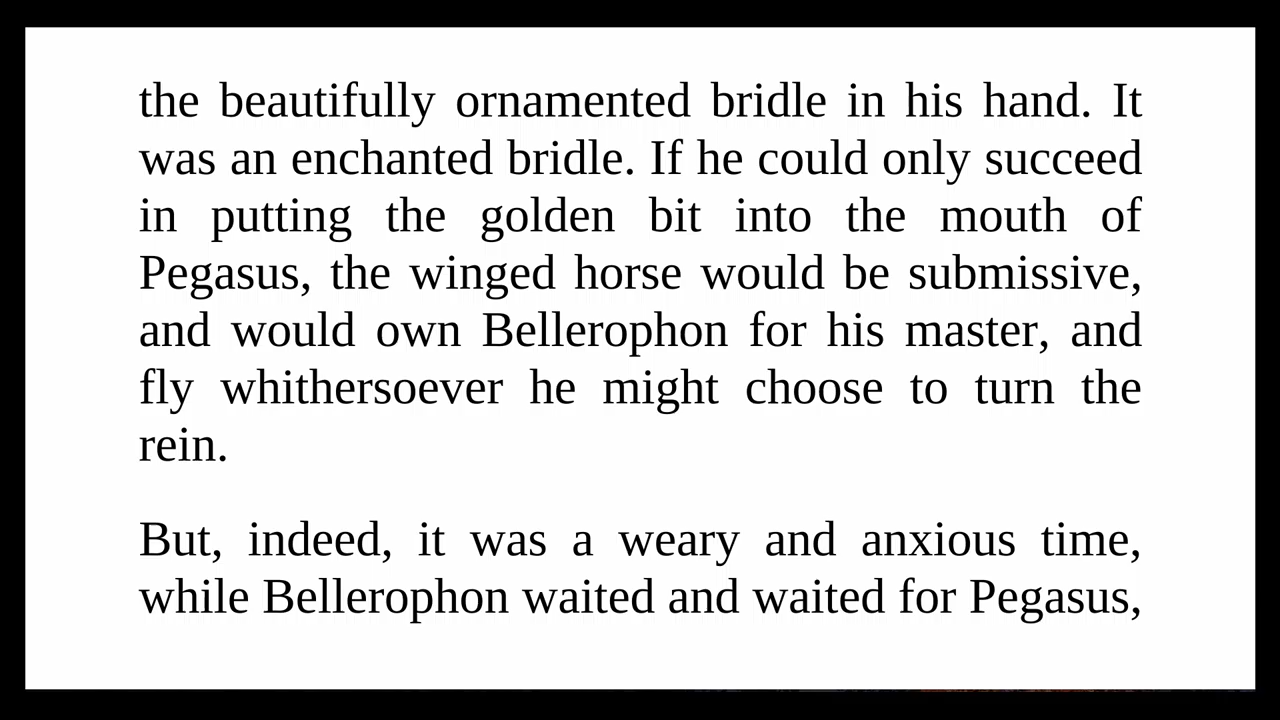 the beautifully ornamented bridle in his hand. It
was an enchanted bridle. If he could only succeed
in putting the golden bit into the mouth of
Pegasus, the winged horse would be submissive,
and would own Bellerophon for his master, and
fly whithersoever he might choose to turn the
rein.
But, indeed, it was a weary and anxious time,
while Bellerophon waited and waited for Pegasus,